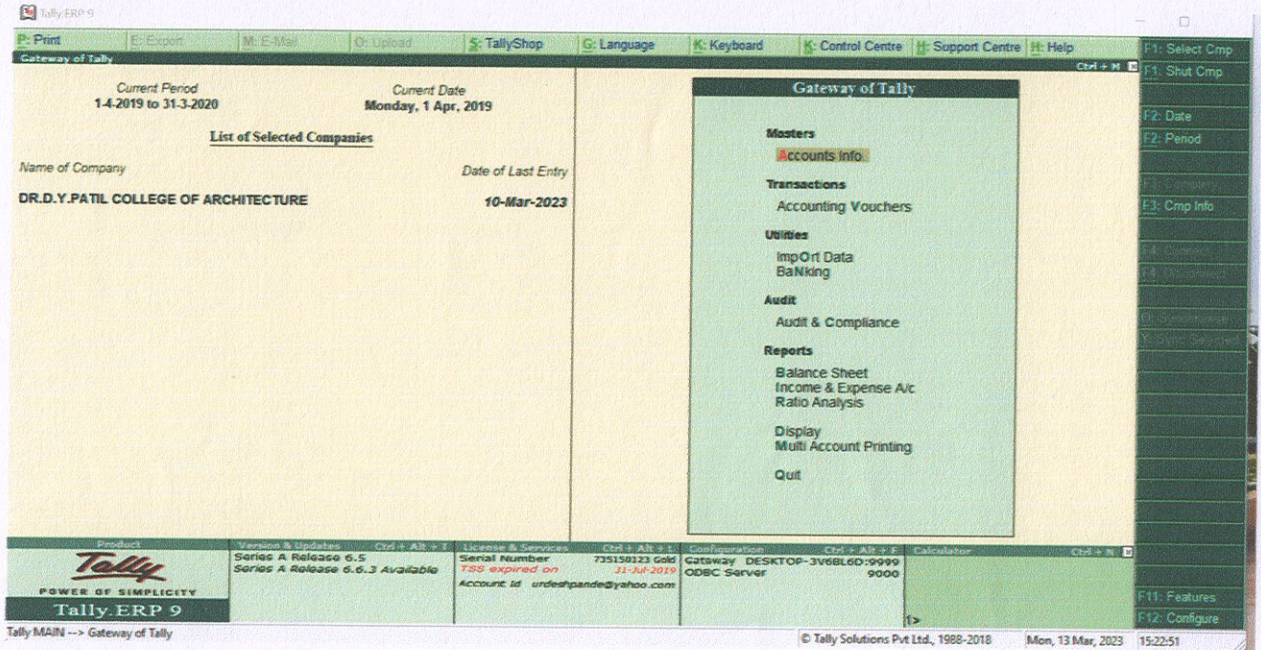 Tally.ERP 9
P: Print E: Export M: E-Mail O: Upload S: TallyShop G: Language K: Keyboard K: Control Centre H: Support Centre H: Help
Gateway of Tally Ctrl + M
Current Period
1-4-2019 to 31-3-2020
Current Date
Monday, 1 Apr, 2019
List of Selected Companies
Name of Company Date of Last Entry
DR.D.Y.PATIL COLLEGE OF ARCHITECTURE 10-Mar-2023
Gateway of Tally
Masters
Accounts Info.
Transactions
Accounting Vouchers
Utilities
ImpOrt Data
BaNking
Audit
Audit & Compliance
Reports
Balance Sheet
Income & Expense A/c
Ratio Analysis
Display
Multi Account Printing
Quit
F1: Select Cmp
F1: Shut Cmp
F2: Date
F2: Period
F3: Company
F3: Cmp Info
F4: Connect
F4: Disconnect
Y: Sync Selected
F11: Features
F12: Configure
Product
Tally
POWER OF SIMPLICITY
Tally.ERP 9
Version & Updates Ctrl + Alt + T
Series A Release 6.5
Series A Release 6.6.3 Available
License & Services Ctrl + Alt + L
Serial Number 735150123 Gold
TSS expired on 31-Jul-2019
Account Id urdeshpande@yahoo.com
Configuration Ctrl + Alt + F
Gateway DESKTOP-3V6BL6D:9999
ODBC Server 9000
Calculator Ctrl + N
1>
Tally MAIN --> Gateway of Tally © Tally Solutions Pvt Ltd., 1988-2018 Mon, 13 Mar, 2023 15:22:51